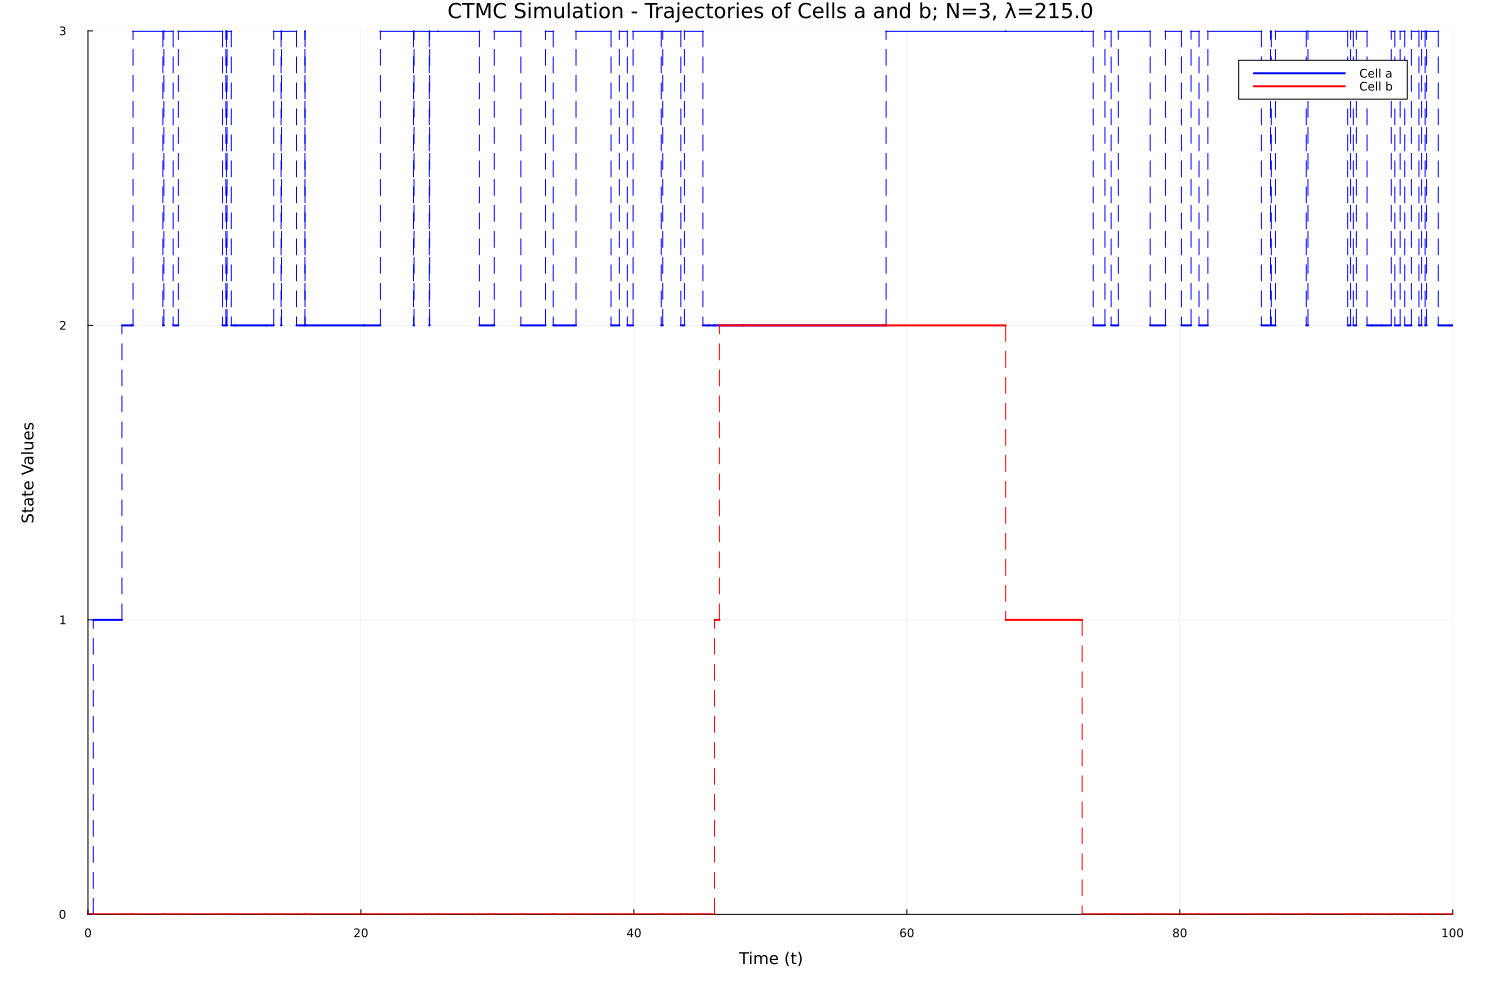 CTMC Simulation - Trajectories of Cells a and b; N=3, λ=215.0
3
Cell a
Cell b
2
State Values
1
0
0 20 40 60 80 100
Time (t)